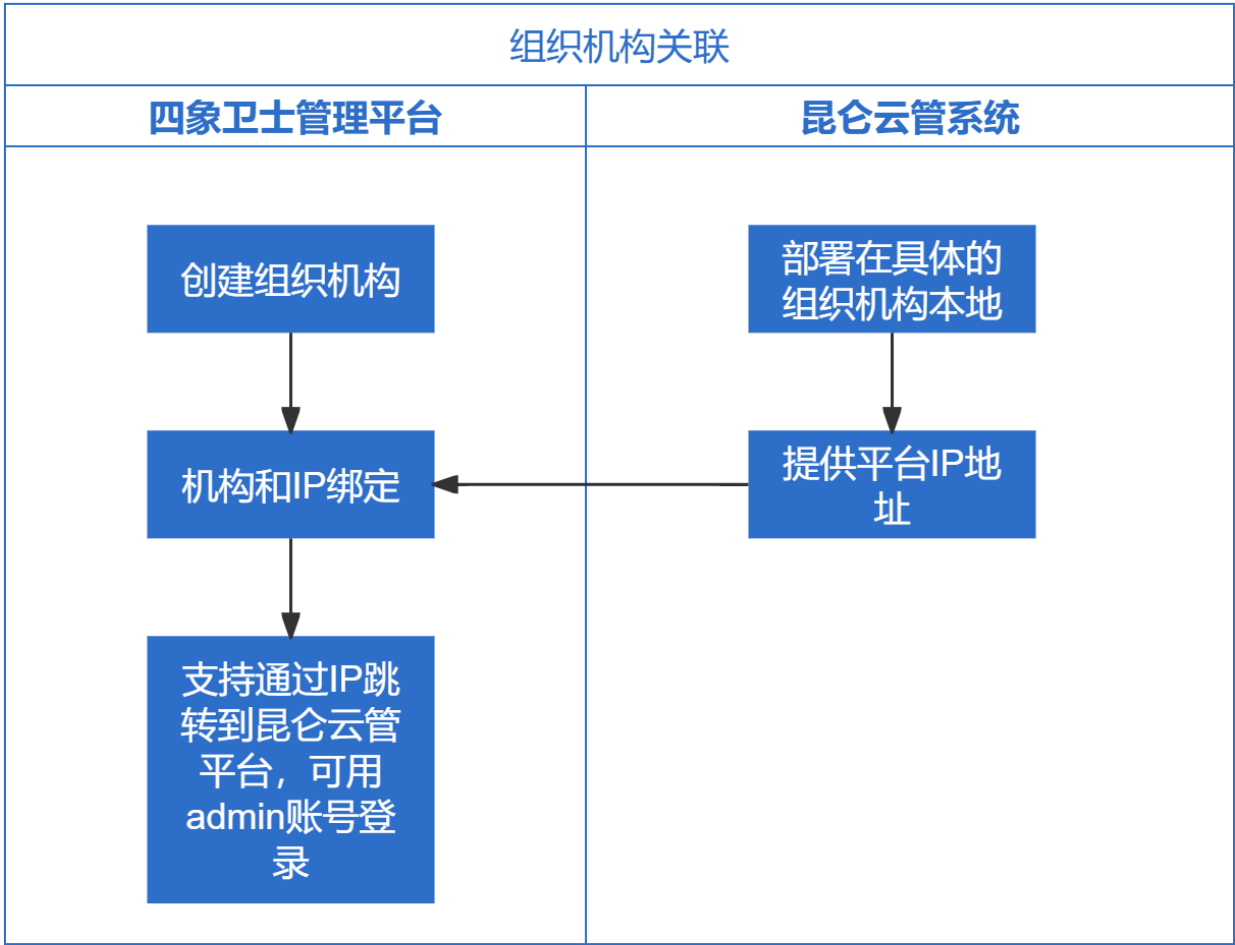 组织机构关联
四象卫士管理平台
昆仑云管系统
创建组织机构
部署在具体的
组织机构本地
机构和IP绑定
提供平台IP地
址
支持通过IP跳
转到昆仑云管
平台，可用
admin账号登
录